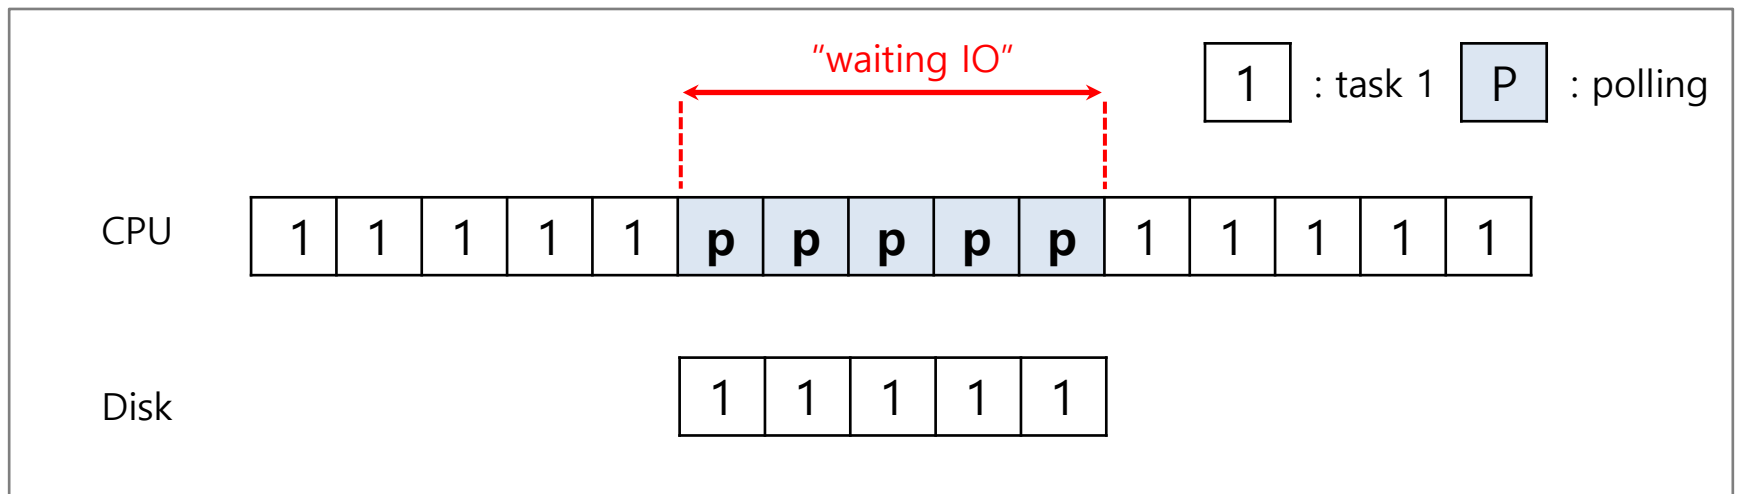 “waiting IO”
1 : task 1 P : polling
CPU 1 1 1 1 1 p p p p p 1 1 1 1 1
Disk 1 1 1 1 1